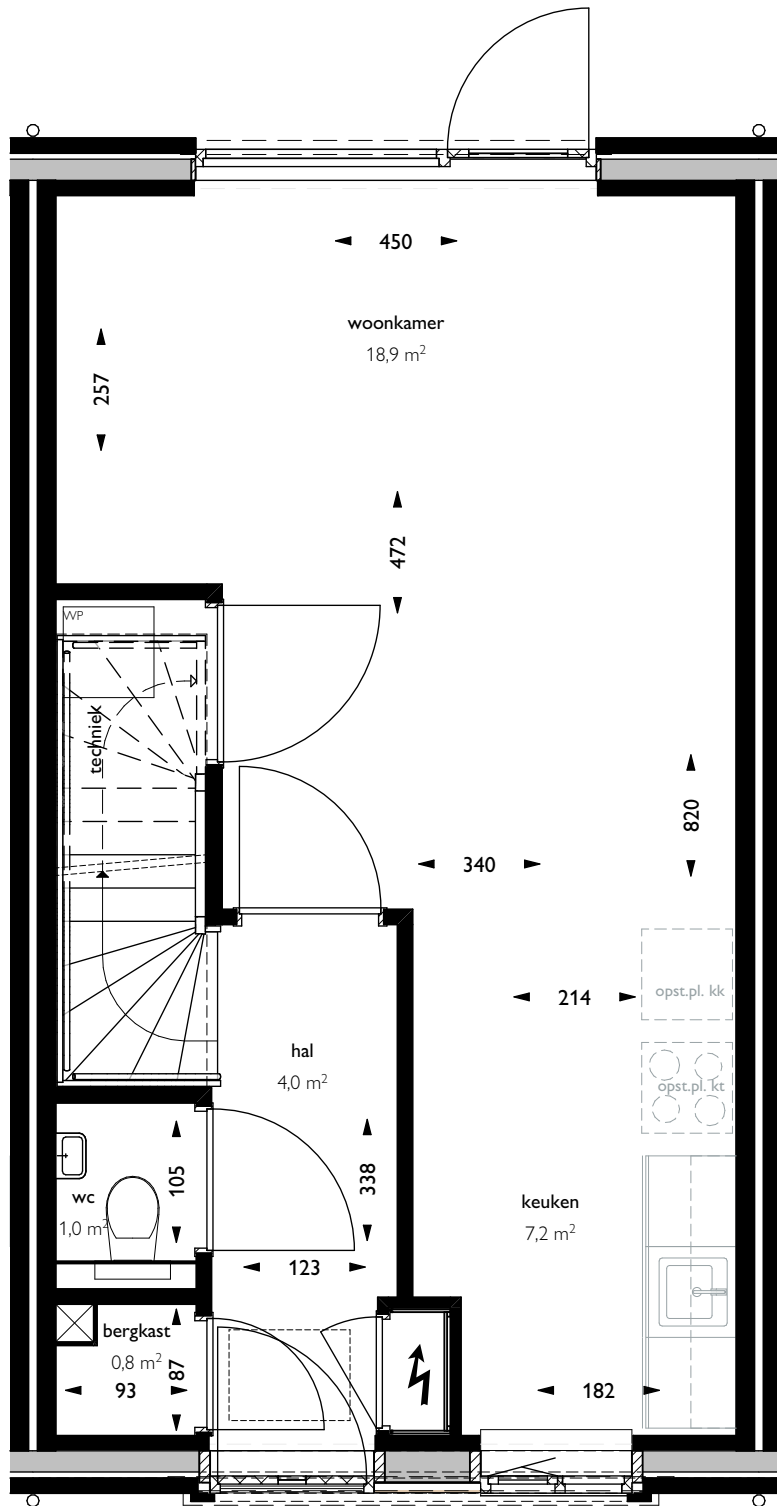 450
woonkamer
18,9 m²
257
472
WP
techniek
820
340
opst.pl. kk
214
hal
4,0 m²
opst.pl. kt
105
338
wc
1,0 m²
keuken
7,2 m²
123
bergkast
0,8 m²
87
93
182